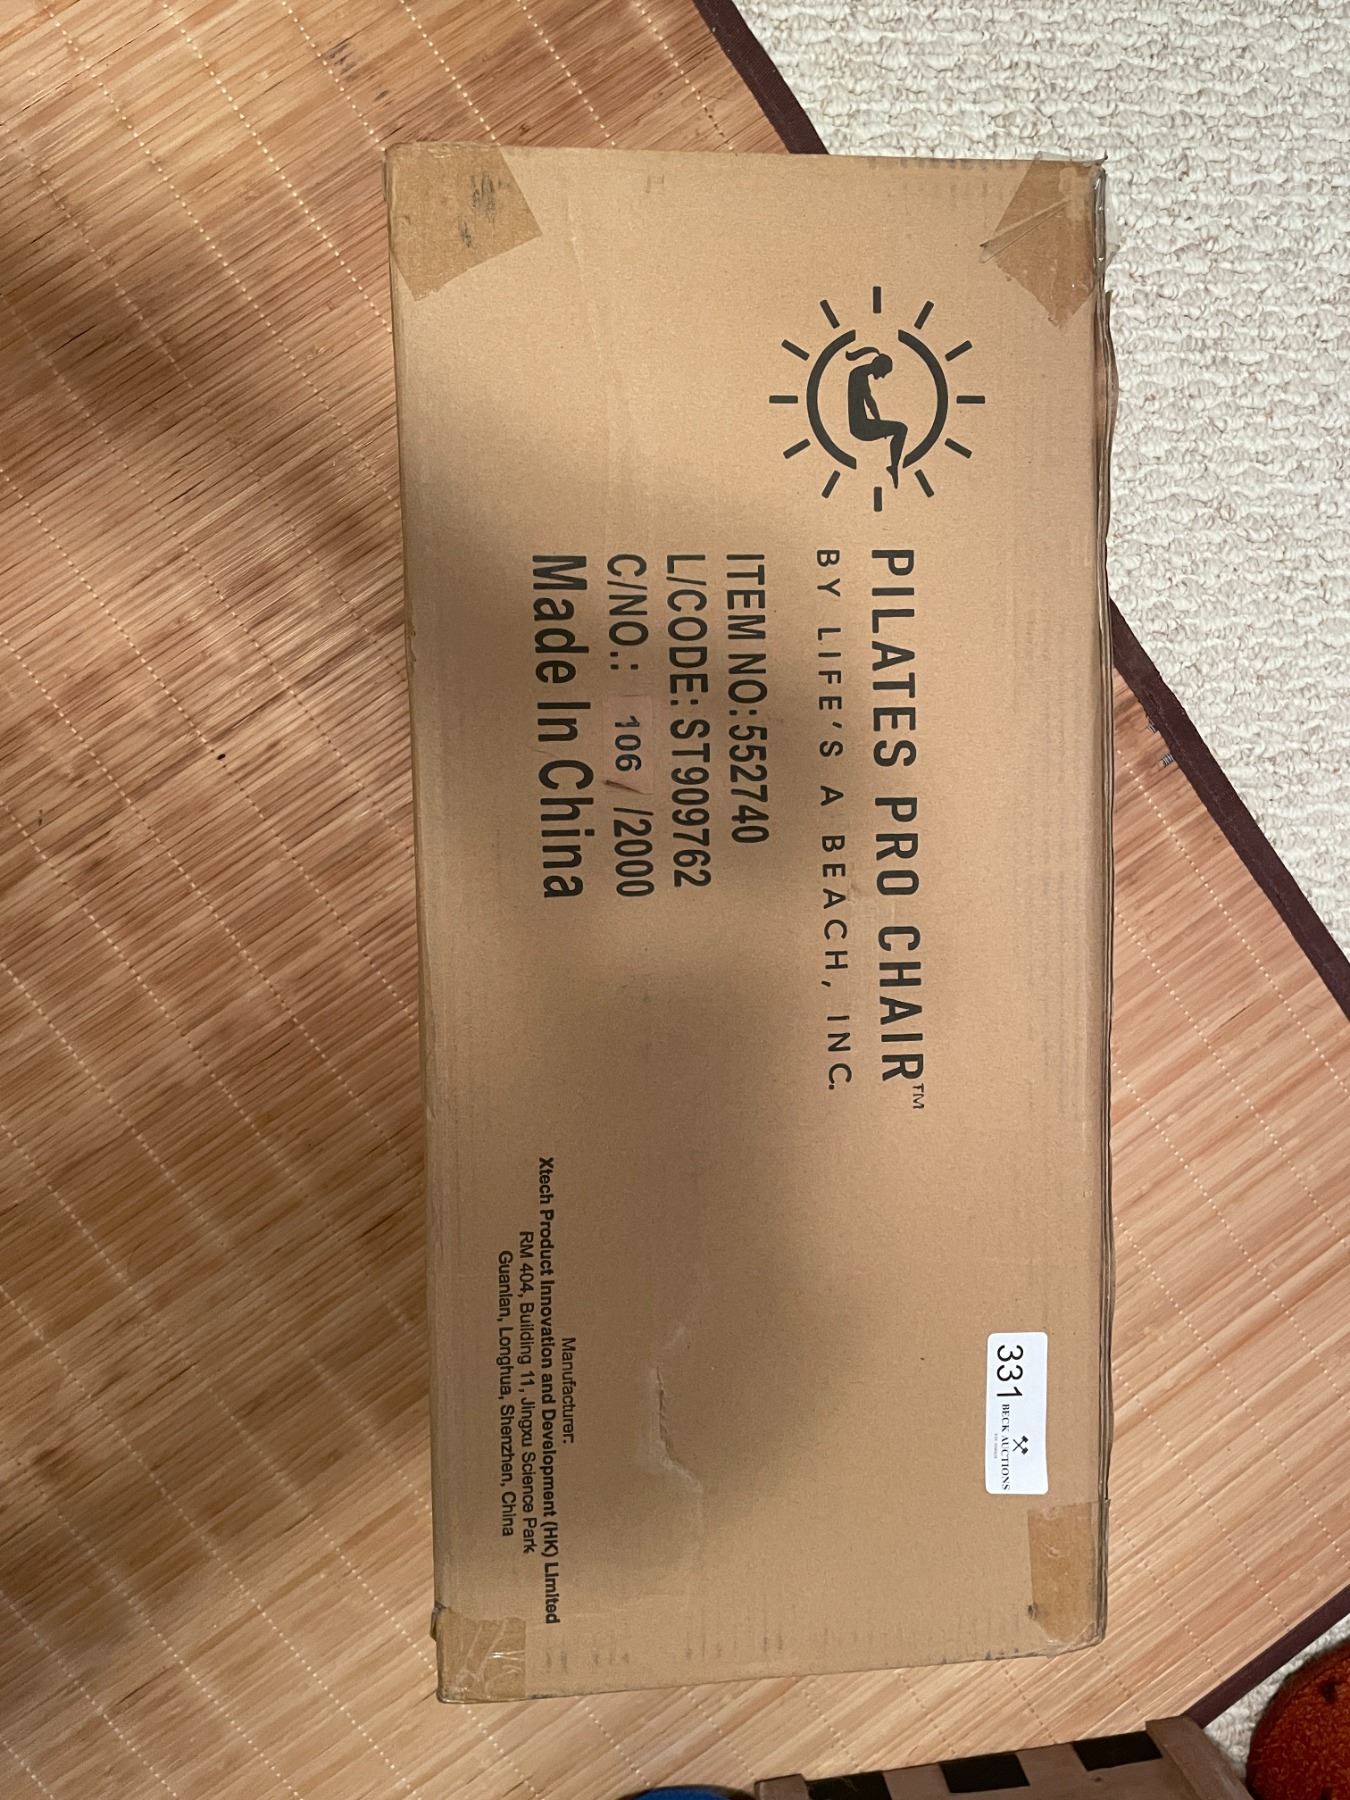 PILATES PRO CHAIR™
BY LIFE'S A BEACH, INC.
ITEM NO:552740
L/CODE: ST909762
C/NO.: 106 /2000
Made In China
Manufacturer:
Xtech Product Innovation and Development (HK) Limited
RM 404, Building 11, Jingxu Science Park
Guanlan, Longhua, Shenzhen, China
331
BECK AUCTIONS